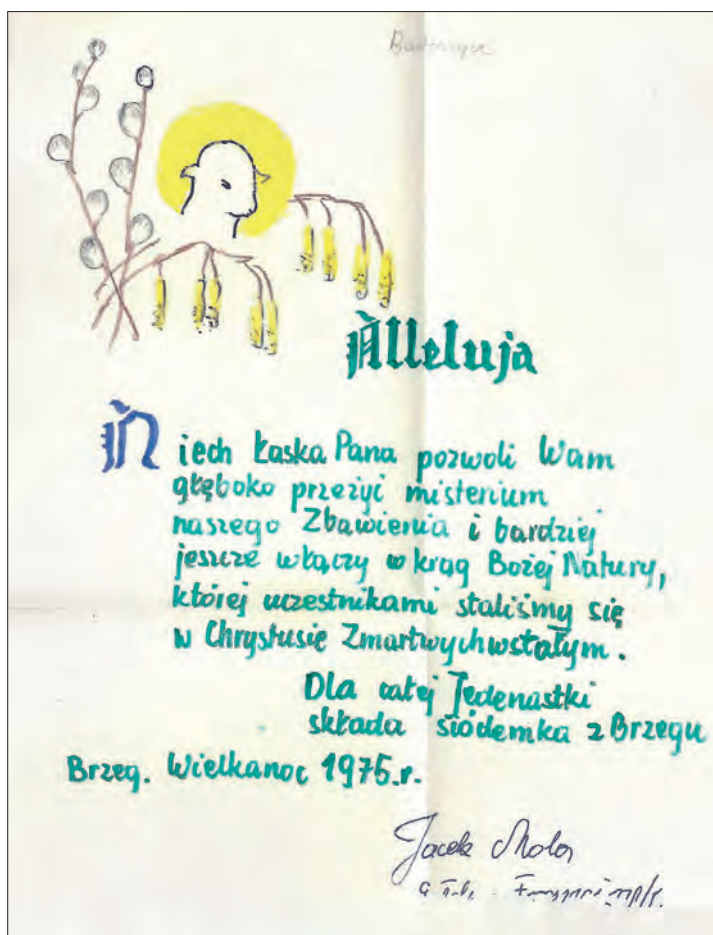 Alleluja
Niech Łaska Pana pozwoli Wam
głęboko przeżyć misterium
naszego Zbawienia i bardziej
jeszcze włączy w krąg Bożej Natury,
której uczestnikami staliśmy się
w Chrystusie Zmartwychwstałym.
Dla całej Jedenastki
składa siódemka z Brzegu
Brzeg. Wielkanoc 1975.r.
Jacek